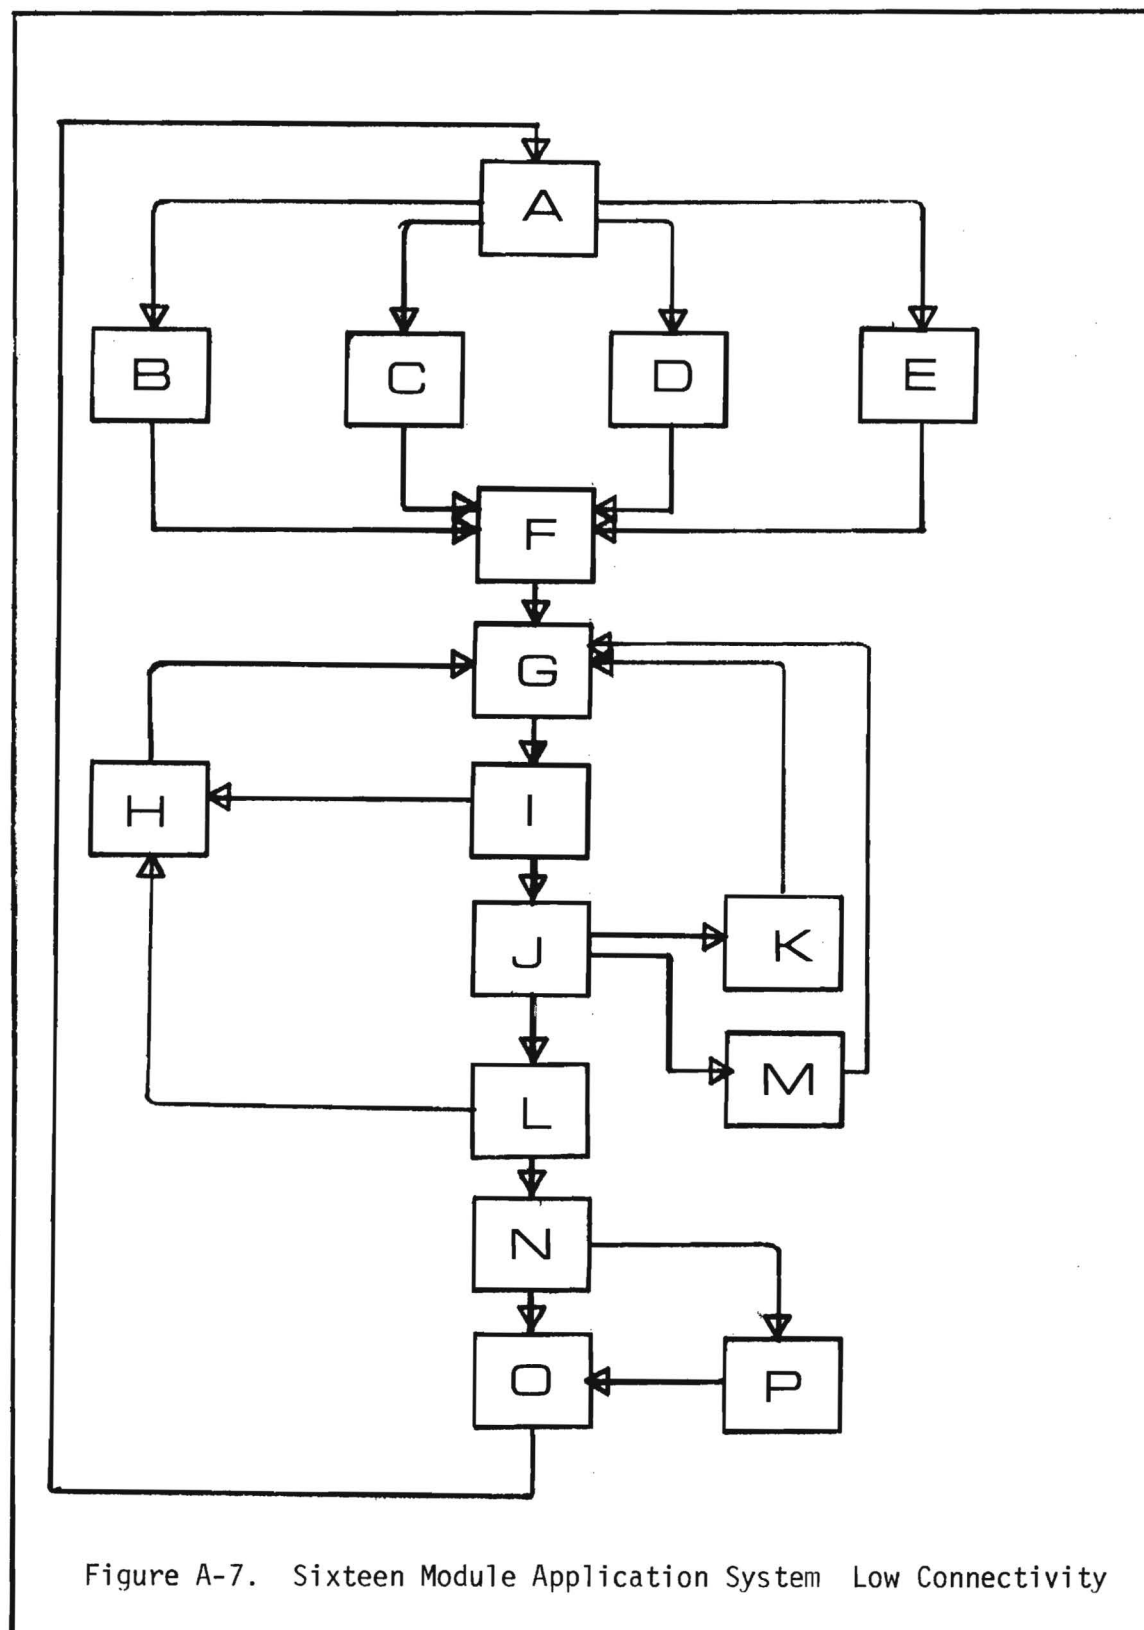 A
B
C
D
E
F
G
H
I
J
K
L
M
N
O
P
Figure A-7. Sixteen Module Application System Low Connectivity